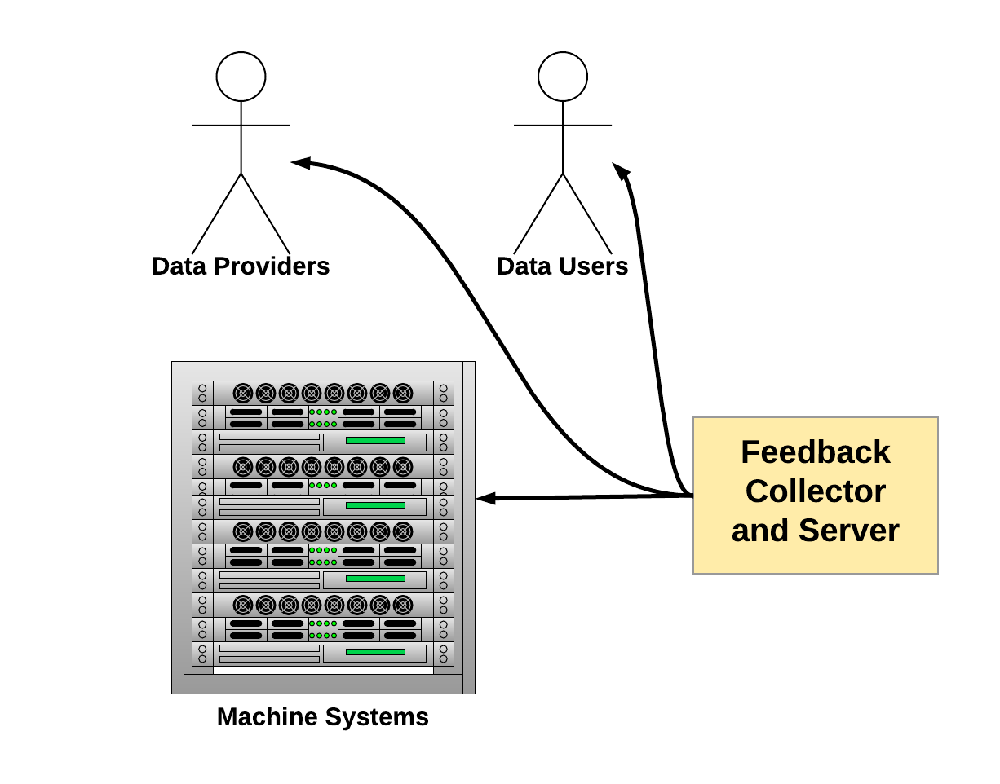 Data Providers
Data Users
Feedback
Collector
and Server
Machine Systems